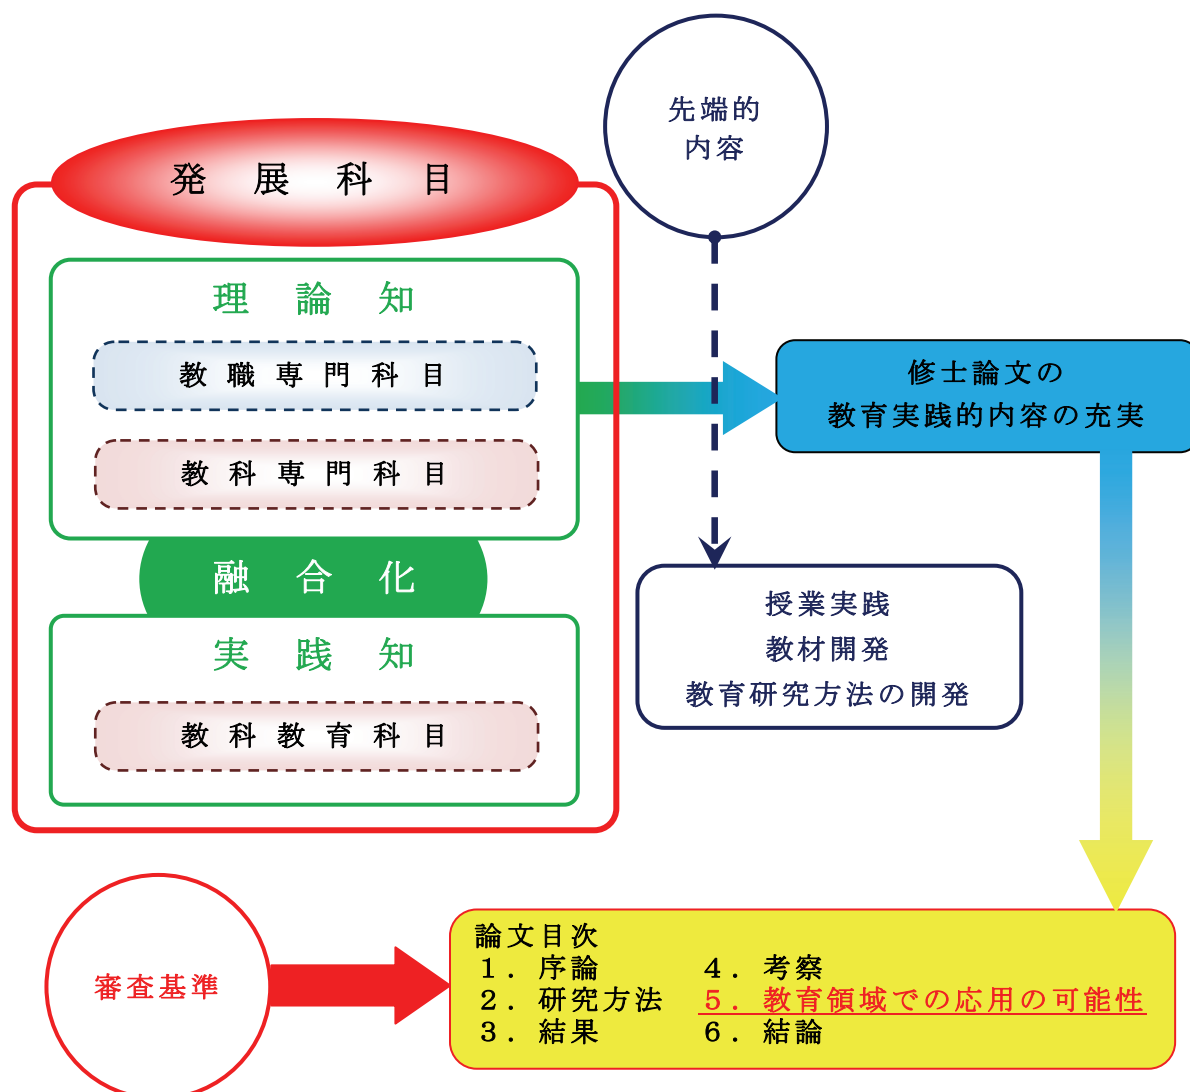 先端的
内容
発展科目
理論知
教職専門科目
教科専門科目
融合化
実践知
教科教育科目
修士論文の
教育実践的内容の充実
授業実践
教材開発
教育研究方法の開発
審査基準
論文目次
1．序論
2．研究方法
3．結果
4．考察
5．教育領域での応用の可能性
6．結論